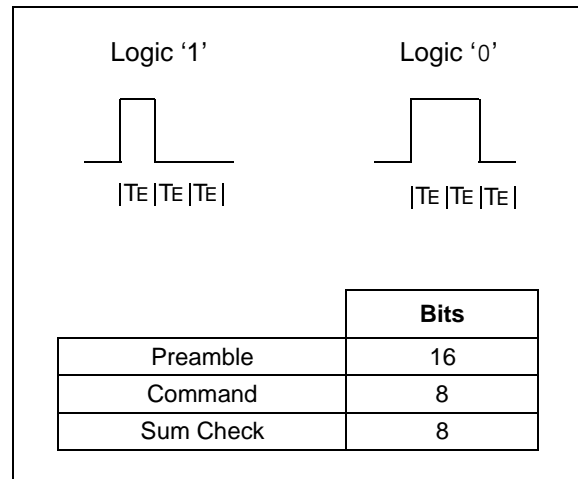 Logic ‘1’ Logic ‘0’
|TE|TE|TE| |TE|TE|TE|
Bits
Preamble 16
Command 8
Sum Check 8